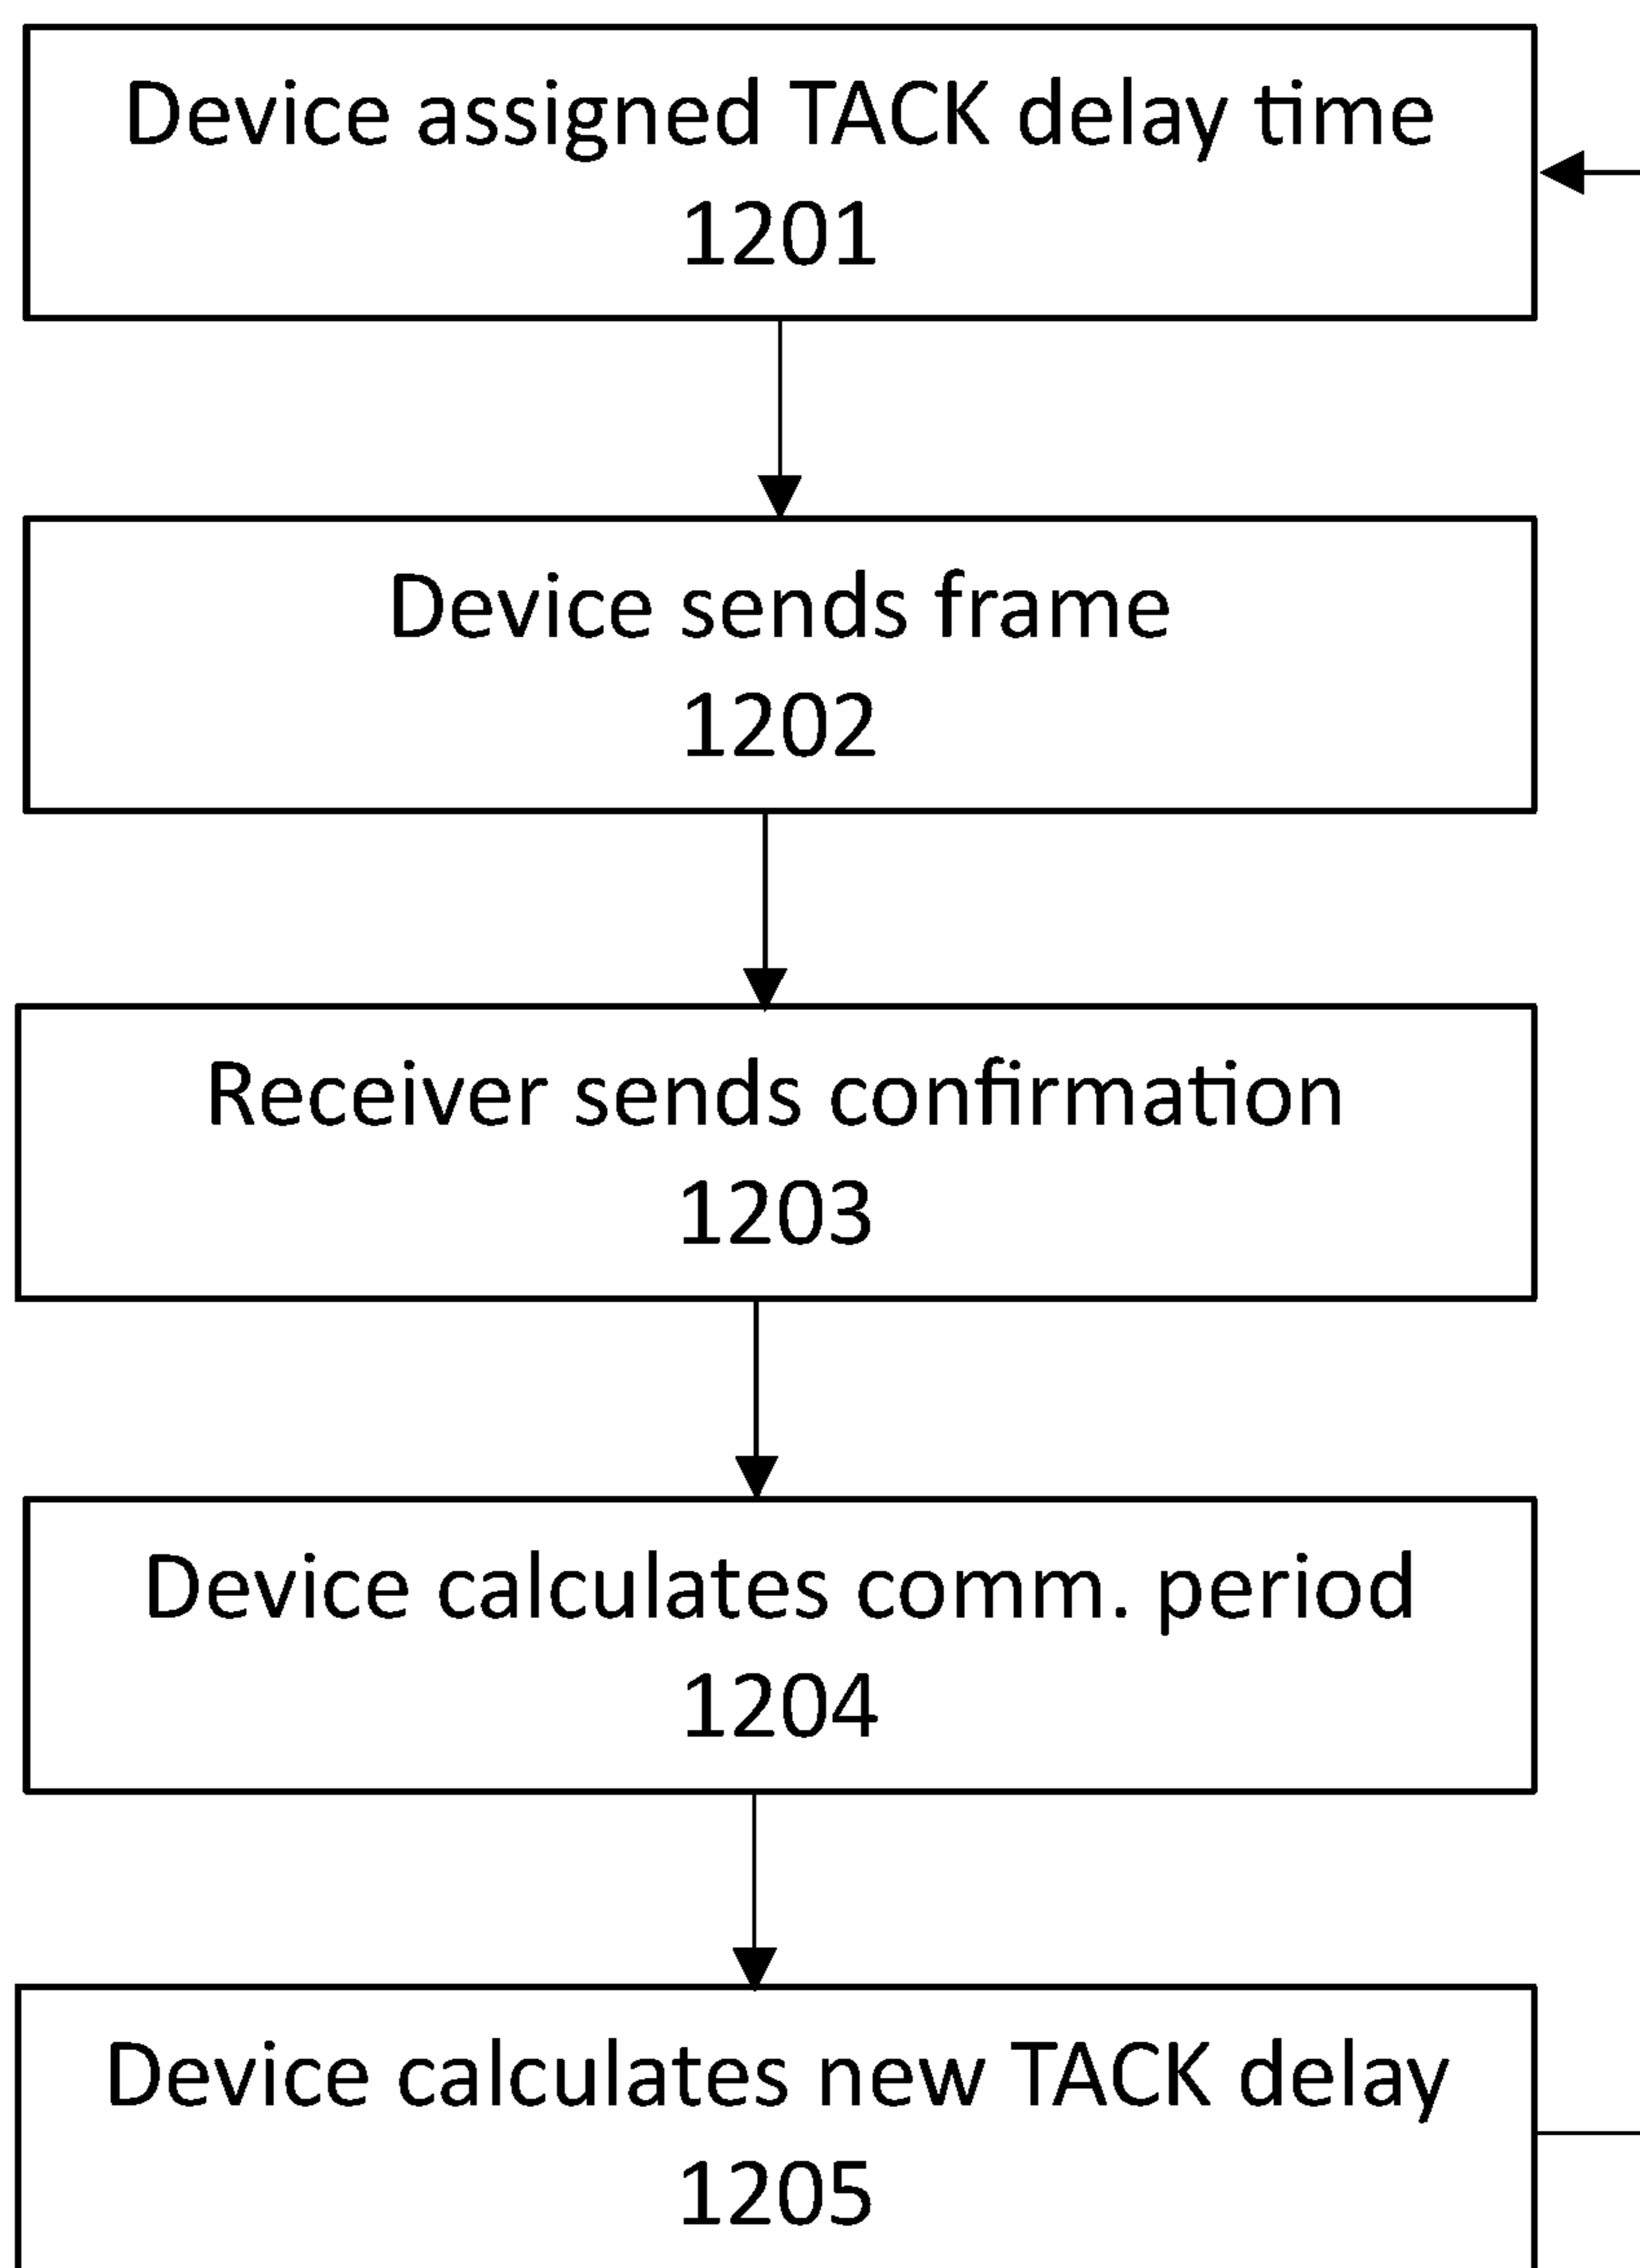 Device assigned TACK delay time
1201
Device sends frame
1202
Receiver sends confirmation
1203
Device calculates comm. period
1204
Device calculates new TACK delay
1205